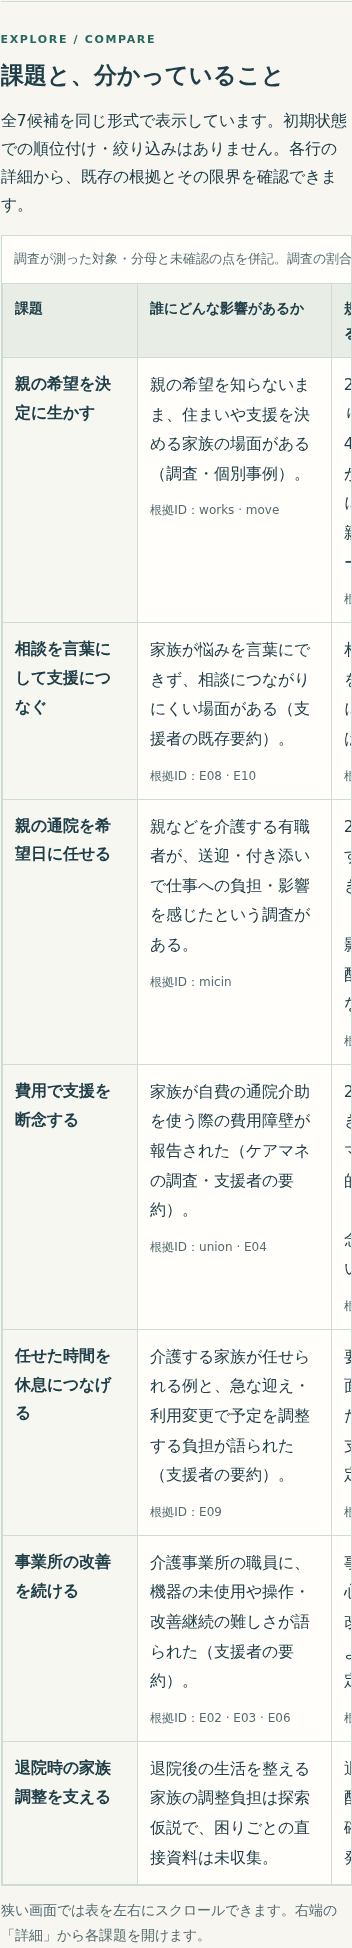 EXPLORE / COMPARE
課題と、分かっていること
全7候補を同じ形式で表示しています。初期状態
での順位付け・絞り込みはありません。各行の
詳細から、既存の根拠とその限界を確認できま
す。
調査が測った対象・分母と未確認の点を併記。調査の割合
課題
誰にどんな影響があるか
親の希望を決
定に生かす
親の希望を知らないま
ま、住まいや支援を決
める家族の場面がある
（調査・個別事例）。
根拠ID：works · move
相談を言葉に
して支援につ
なぐ
家族が悩みを言葉にで
きず、相談につながり
にくい場面がある（支
援者の既存要約）。
根拠ID：E08 · E10
親の通院を希
望日に任せる
親などを介護する有職
者が、送迎・付き添い
で仕事への負担・影響
を感じたという調査が
ある。
根拠ID：micin
費用で支援を
断念する
家族が自費の通院介助
を使う際の費用障壁が
報告された（ケアマネ
の調査・支援者の要
約）。
根拠ID：union · E04
任せた時間を
休息につなげ
る
介護する家族が任せら
れる例と、急な迎え・
利用変更で予定を調整
する負担が語られた
（支援者の要約）。
根拠ID：E09
事業所の改善
を続ける
介護事業所の職員に、
機器の未使用や操作・
改善継続の難しさが語
られた（支援者の要
約）。
根拠ID：E02 · E03 · E06
退院時の家族
調整を支える
退院後の生活を整える
家族の調整負担は探索
仮説で、困りごとの直
接資料は未収集。
狭い画面では表を左右にスクロールできます。右端の
「詳細」から各課題を開けます。